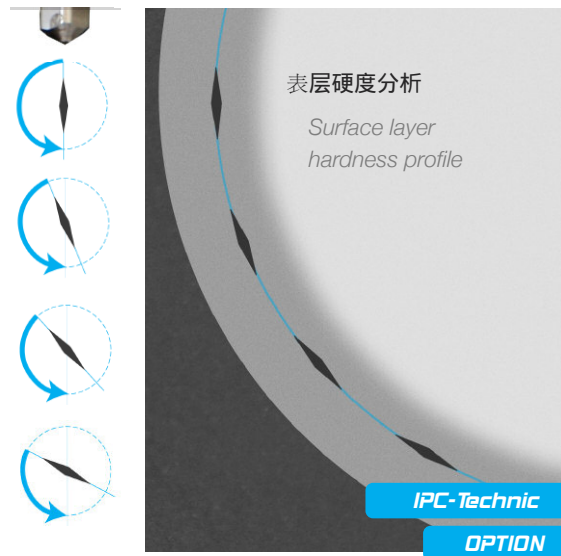 表层硬度分析
Surface layer
hardness profile
IPC-Technic
OPTION